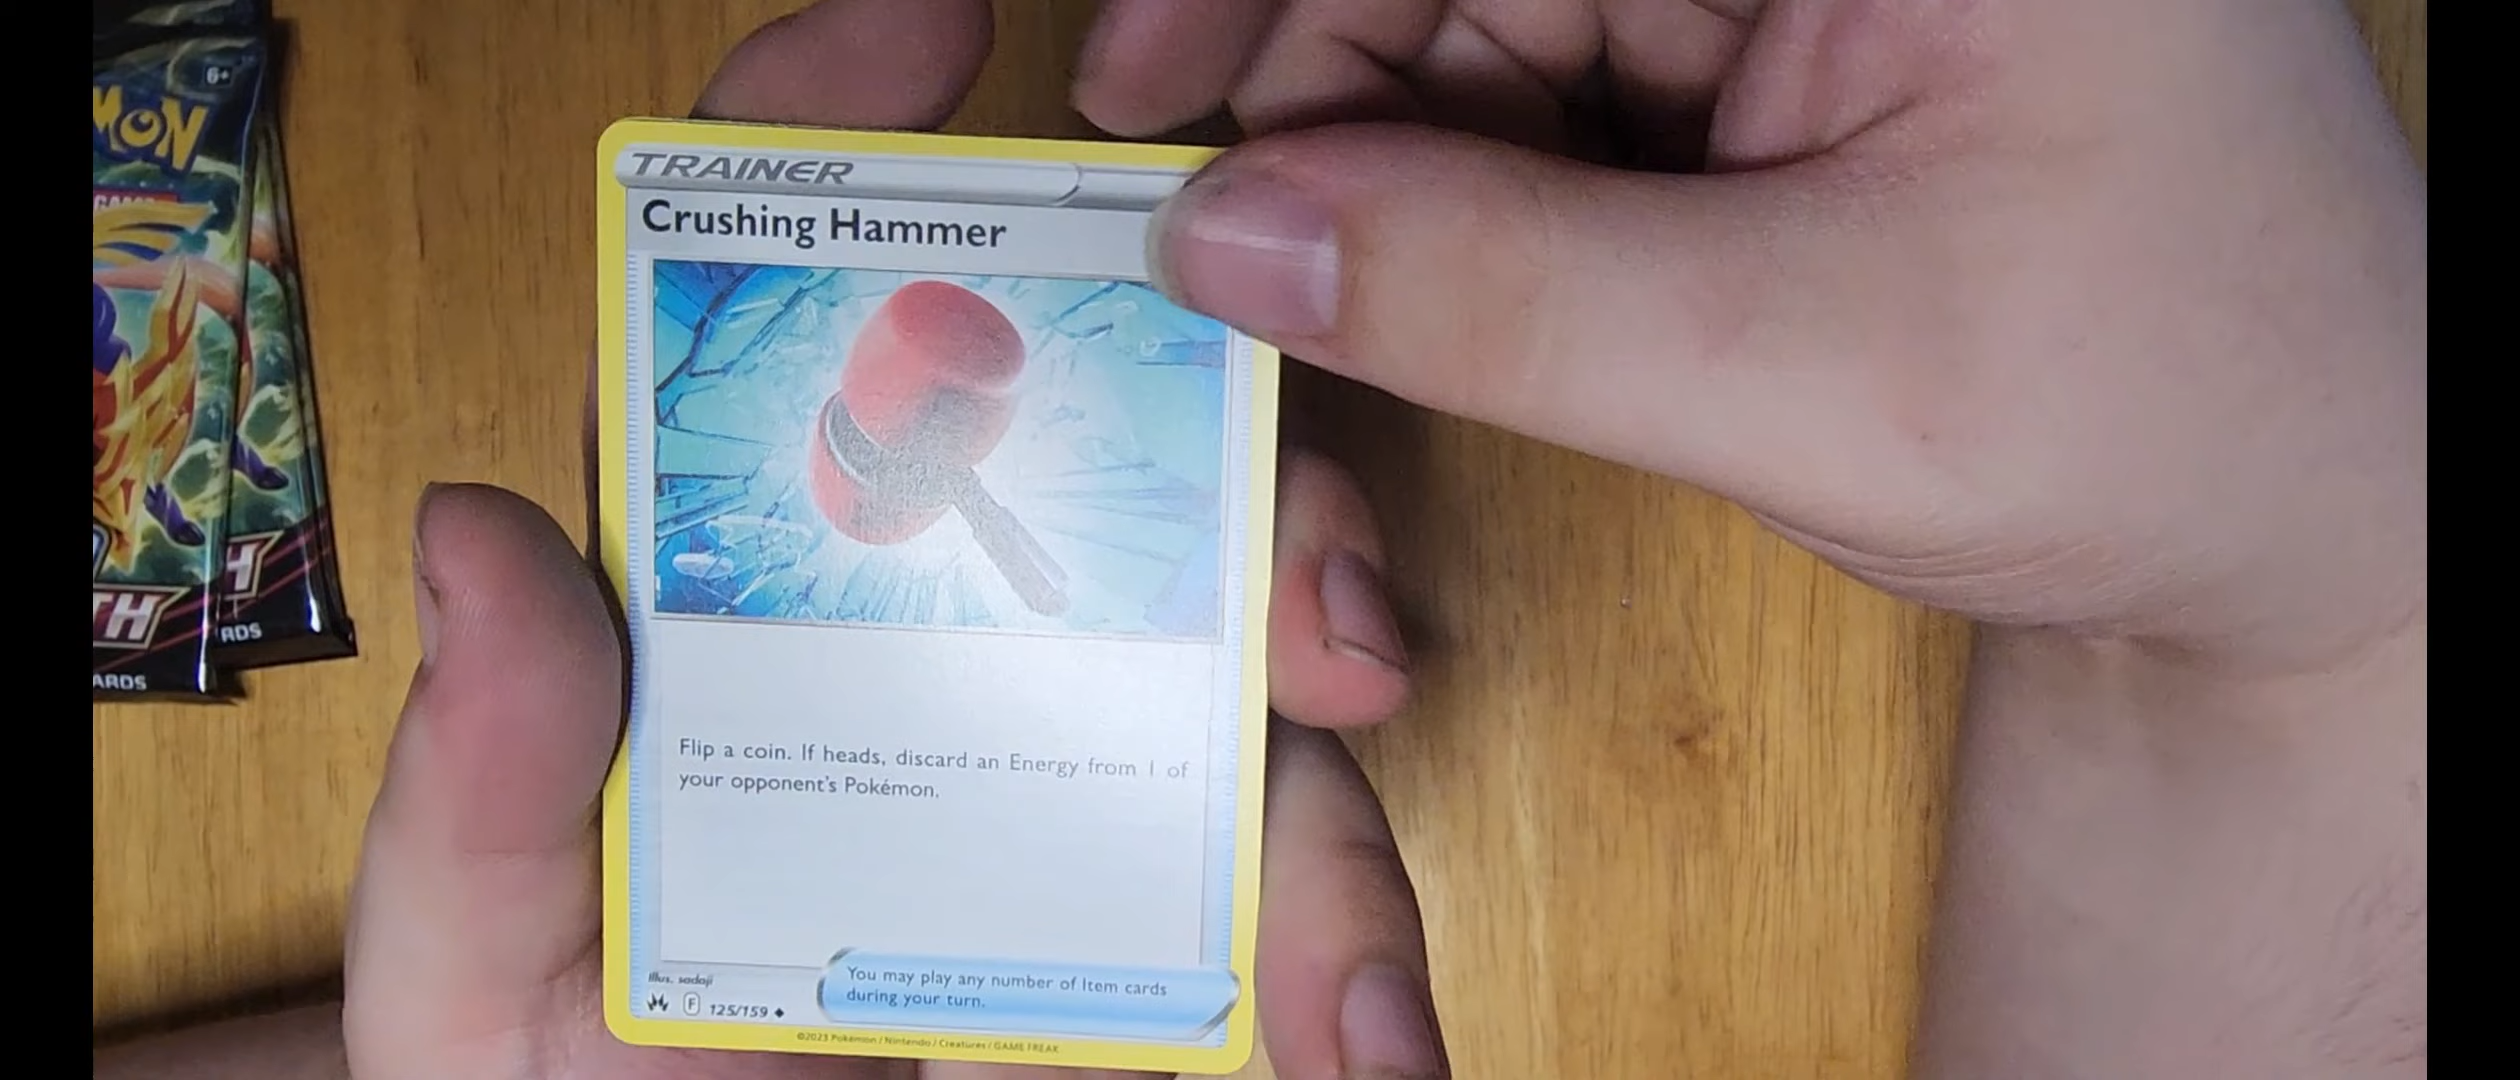 6+
MON
TH
ARDS
H
RDS
TRAINER
Crushing Hammer
Flip a coin. If heads, discard an Energy from 1 of
your opponent's Pokémon.
Illus. sadaji
You may play any number of Item cards
during your turn.
F 125/159 ◆
©2023 Pokémon / Nintendo / Creatures / GAME FREAK